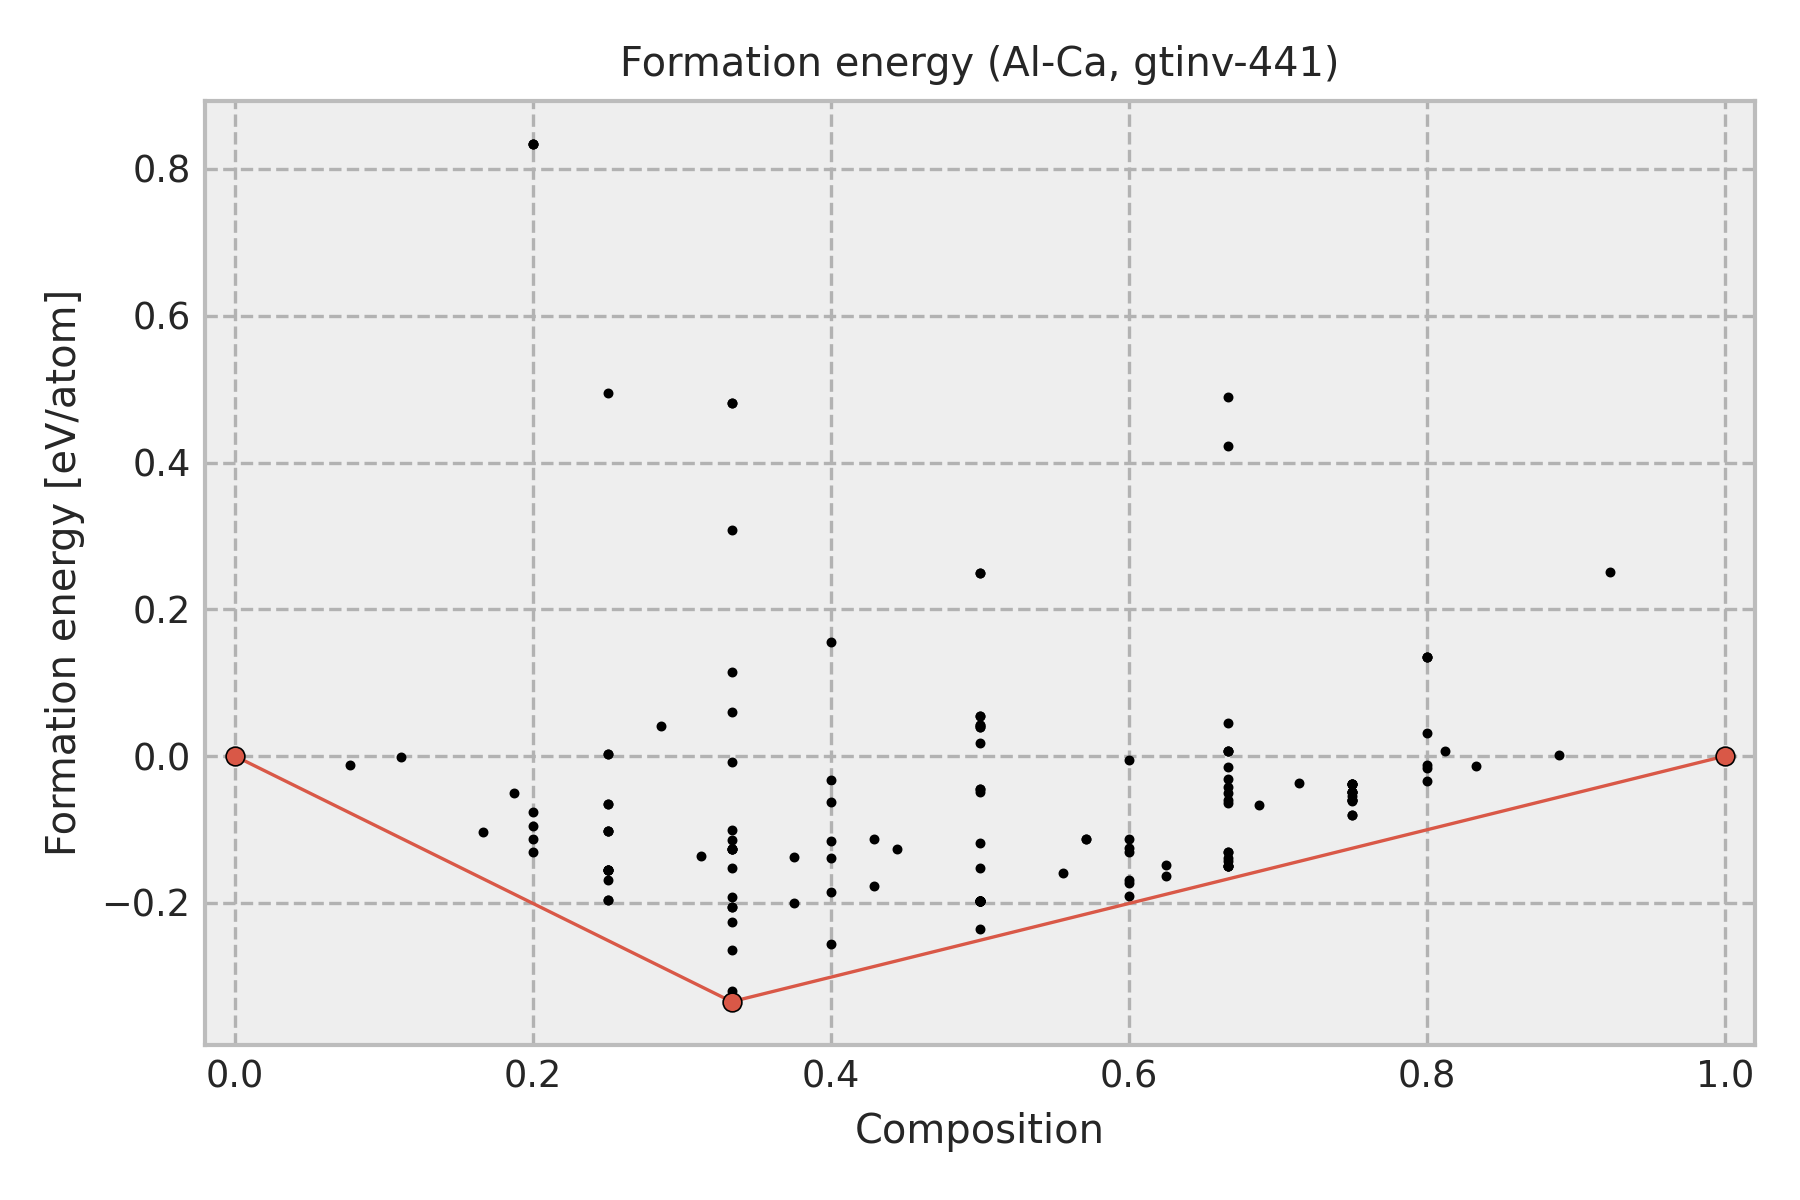 Formation energy (Al-Ca, gtinv-441)
Formation energy [eV/atom]
0.8
0.6
0.4
0.2
0.0
−0.2
0.0 0.2 0.4 0.6 0.8 1.0
Composition